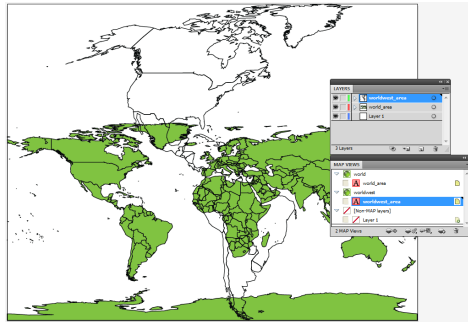 LAYERS
worldwest_area
world_area
Layer 1
3 Layers
MAP VIEWS
world
world_area
worldwest
worldwest_area
[Non-MAP layers]
Layer 1
2 MAP Views